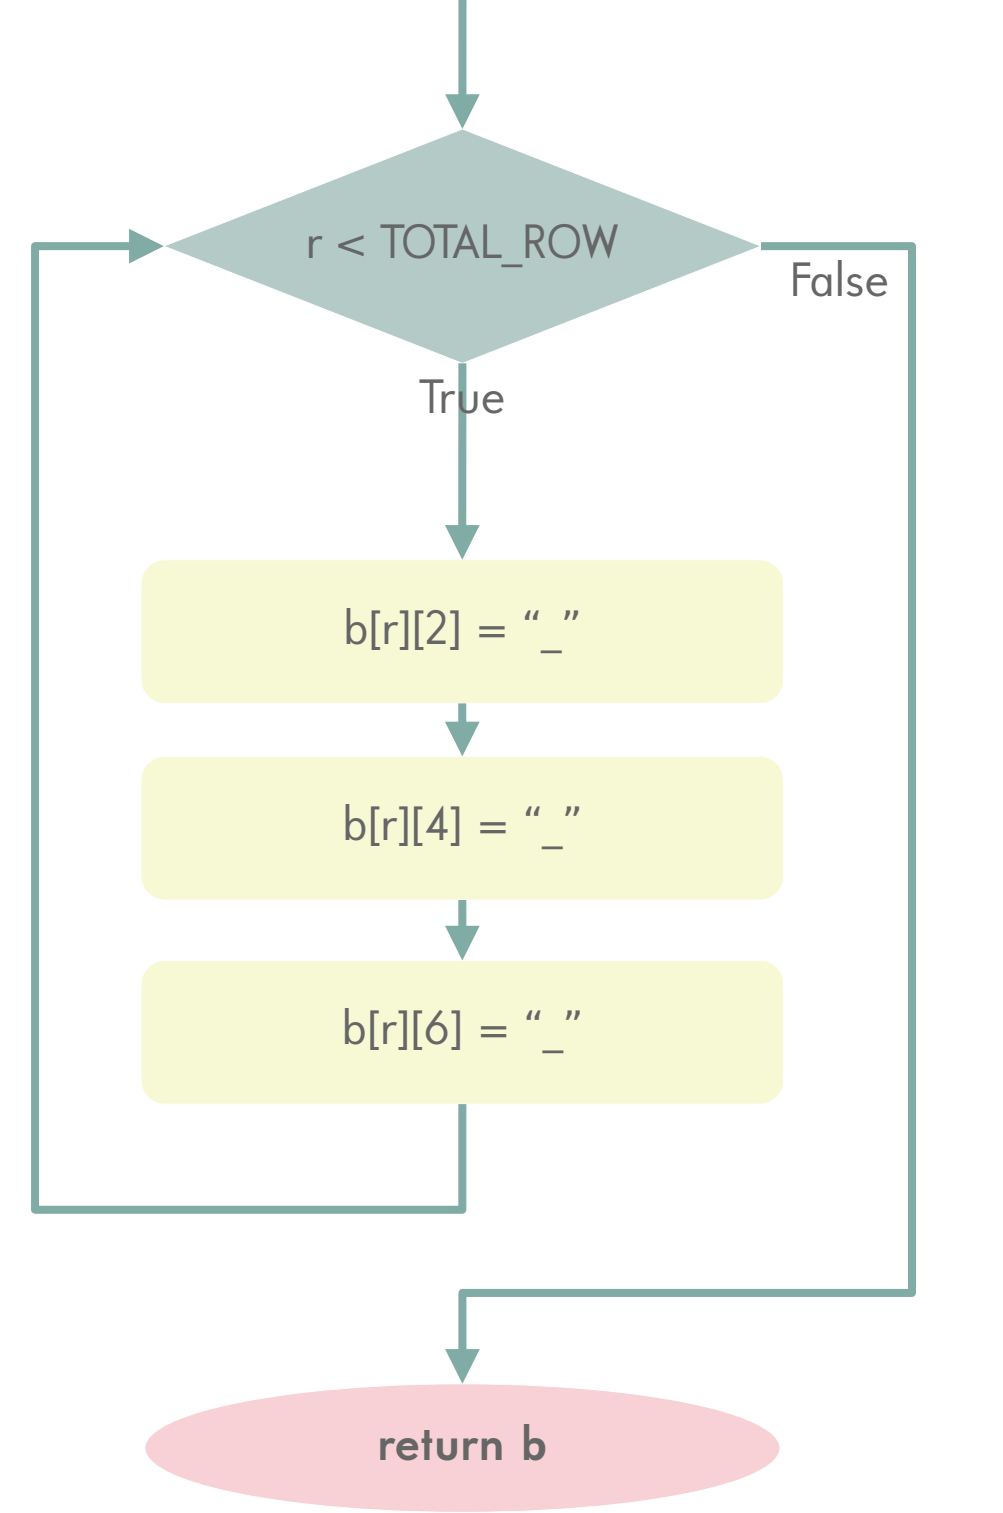 r < TOTAL_ROW
False
True
b[r][2] = “_”
b[r][4] = “_”
b[r][6] = “_”
return b